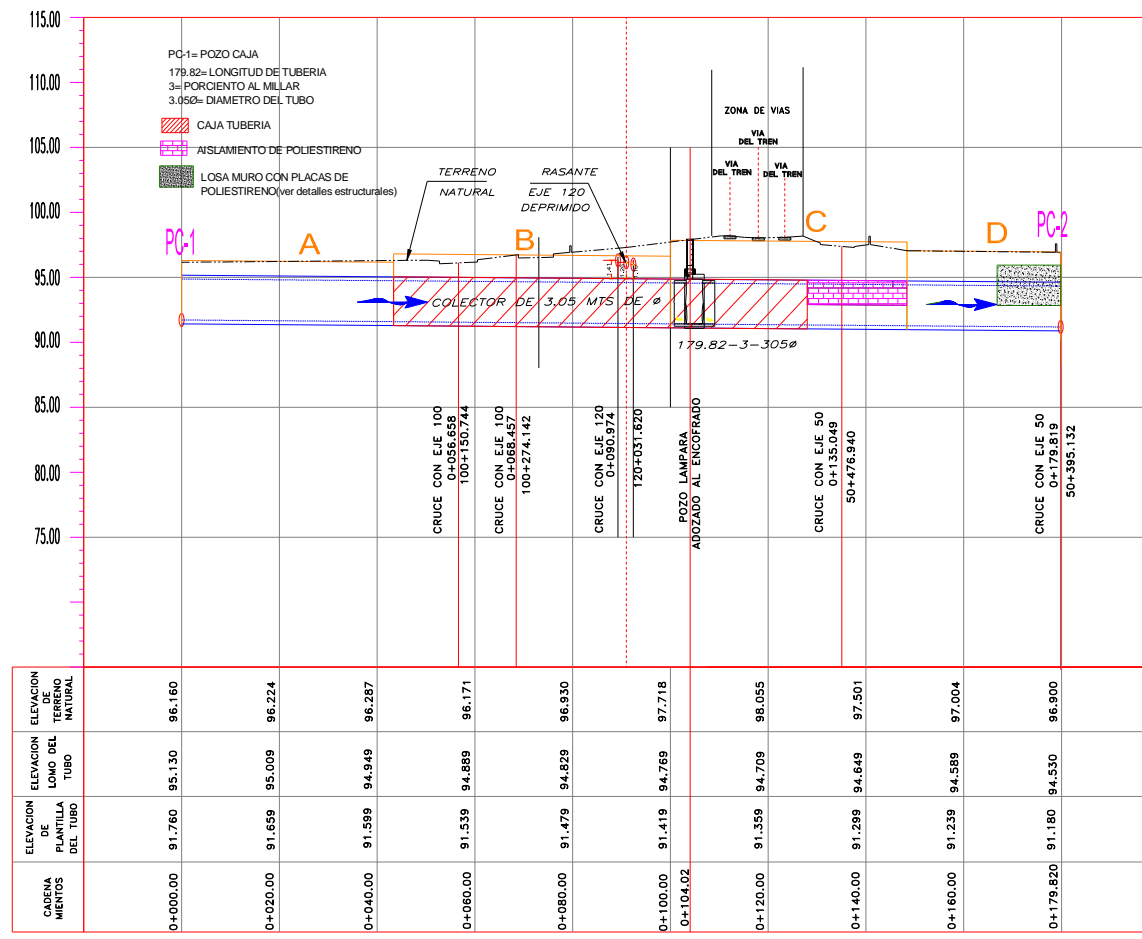 115.00
110.00
105.00
100.00
95.00
90.00
85.00
80.00
75.00
PC-1= POZO CAJA
179.82= LONGITUD DE TUBERIA
3= PORCIENTO AL MILLAR
3.05Ø= DIAMETRO DEL TUBO
CAJA TUBERIA
AISLAMIENTO DE POLIESTIRENO
LOSA MURO CON PLACAS DE
POLIESTIRENO(ver detalles estructurales)
TERRENO
NATURAL
RASANTE
EJE 120
DEPRIMIDO
ZONA DE VIAS
VIA
DEL TREN
VIA
DEL TREN
VIA
DEL TREN
PC-1
A
B
C
D
PC-2
COLECTOR DE 3.05 MTS DE ø
179.82-3-305ø
CRUCE CON EJE 100
0+056.658
100+150.744
CRUCE CON EJE 100
0+068.457
100+274.142
CRUCE CON EJE 120
0+090.974
120+031.620
POZO LAMPARA
ADOZADO AL ENCOFRADO
CRUCE CON EJE 50
0+135.049
50+476.940
CRUCE CON EJE 50
0+179.819
50+395.132
ELEVACION
DE
TERRENO
NATURAL
96.160
96.224
96.287
96.171
96.930
97.718
98.055
97.501
97.004
96.900
ELEVACION
LOMO DEL
TUBO
95.130
95.009
94.949
94.889
94.829
94.769
94.709
94.649
94.589
94.530
ELEVACION
DE
PLANTILLA
DEL TUBO
91.760
91.659
91.599
91.539
91.479
91.419
91.359
91.299
91.239
91.180
CADENA
MIENTOS
0+000.00
0+020.00
0+040.00
0+060.00
0+080.00
0+100.00
0+104.02
0+120.00
0+140.00
0+160.00
0+179.820